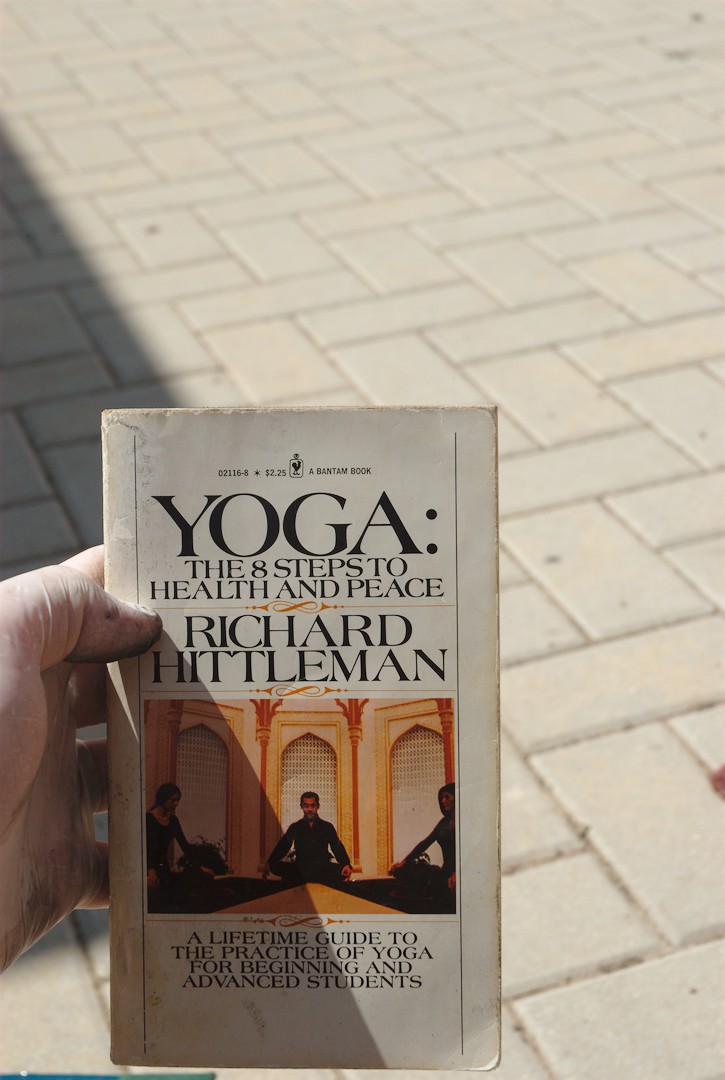 02116-8 * $2.25 A BANTAM BOOK
YOGA:
THE 8 STEPS TO
HEALTH AND PEACE
RICHARD
HITTLEMAN
A LIFETIME GUIDE TO
THE PRACTICE OF YOGA
FOR BEGINNING AND
ADVANCED STUDENTS